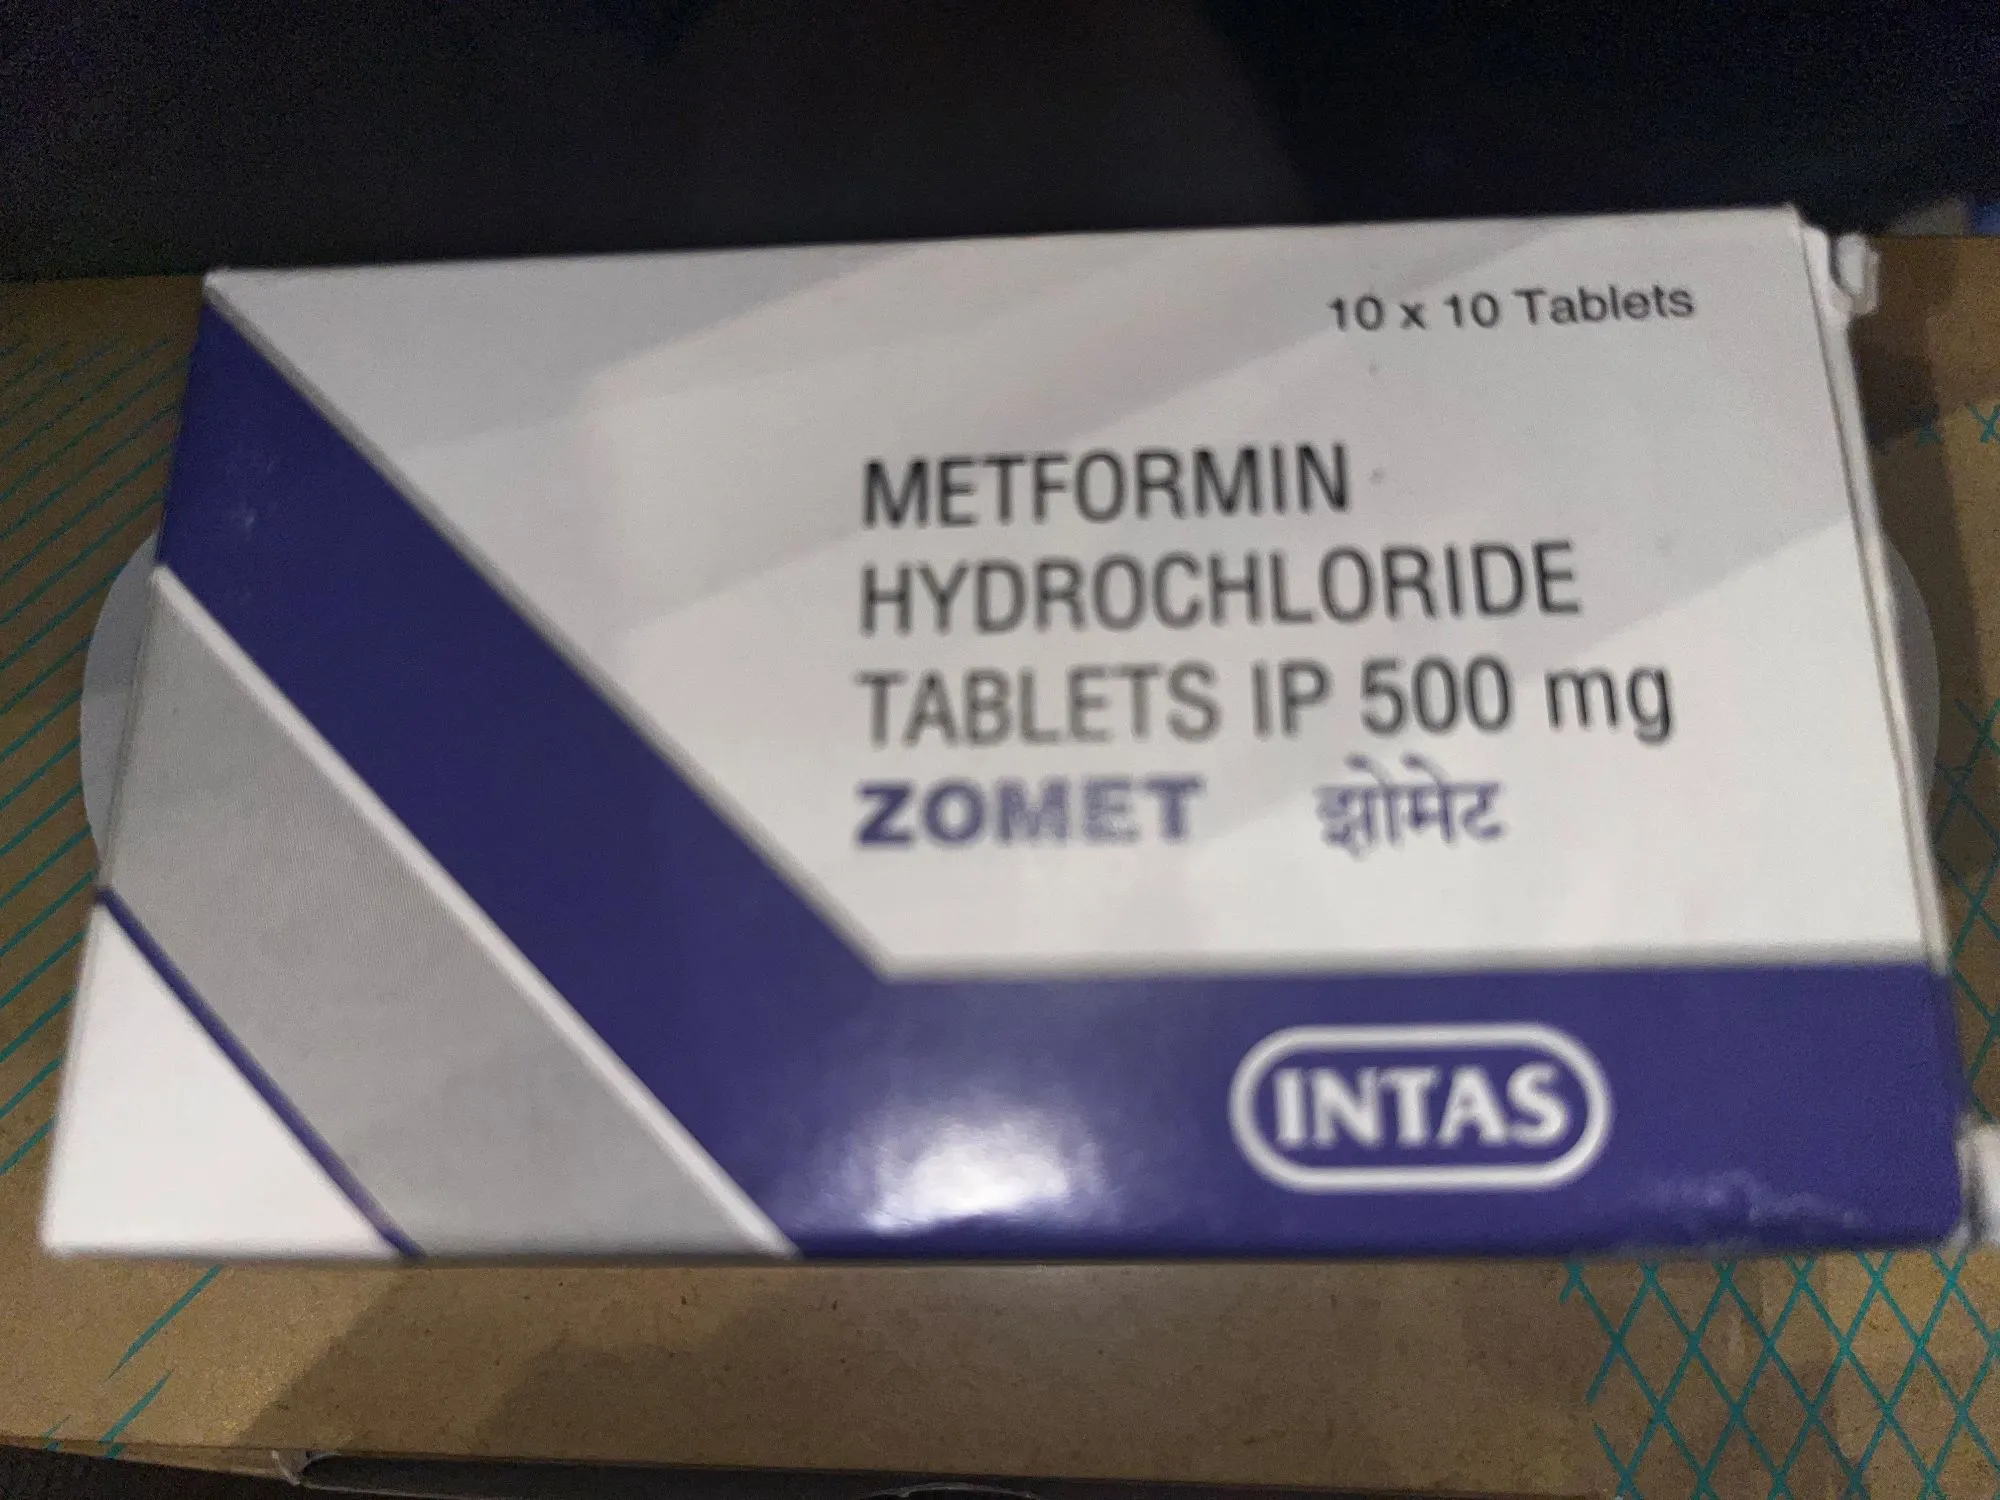 10 x 10 Tablets
METFORMIN
HYDROCHLORIDE
TABLETS IP 500 mg
ZOMET झोमेट
INTAS